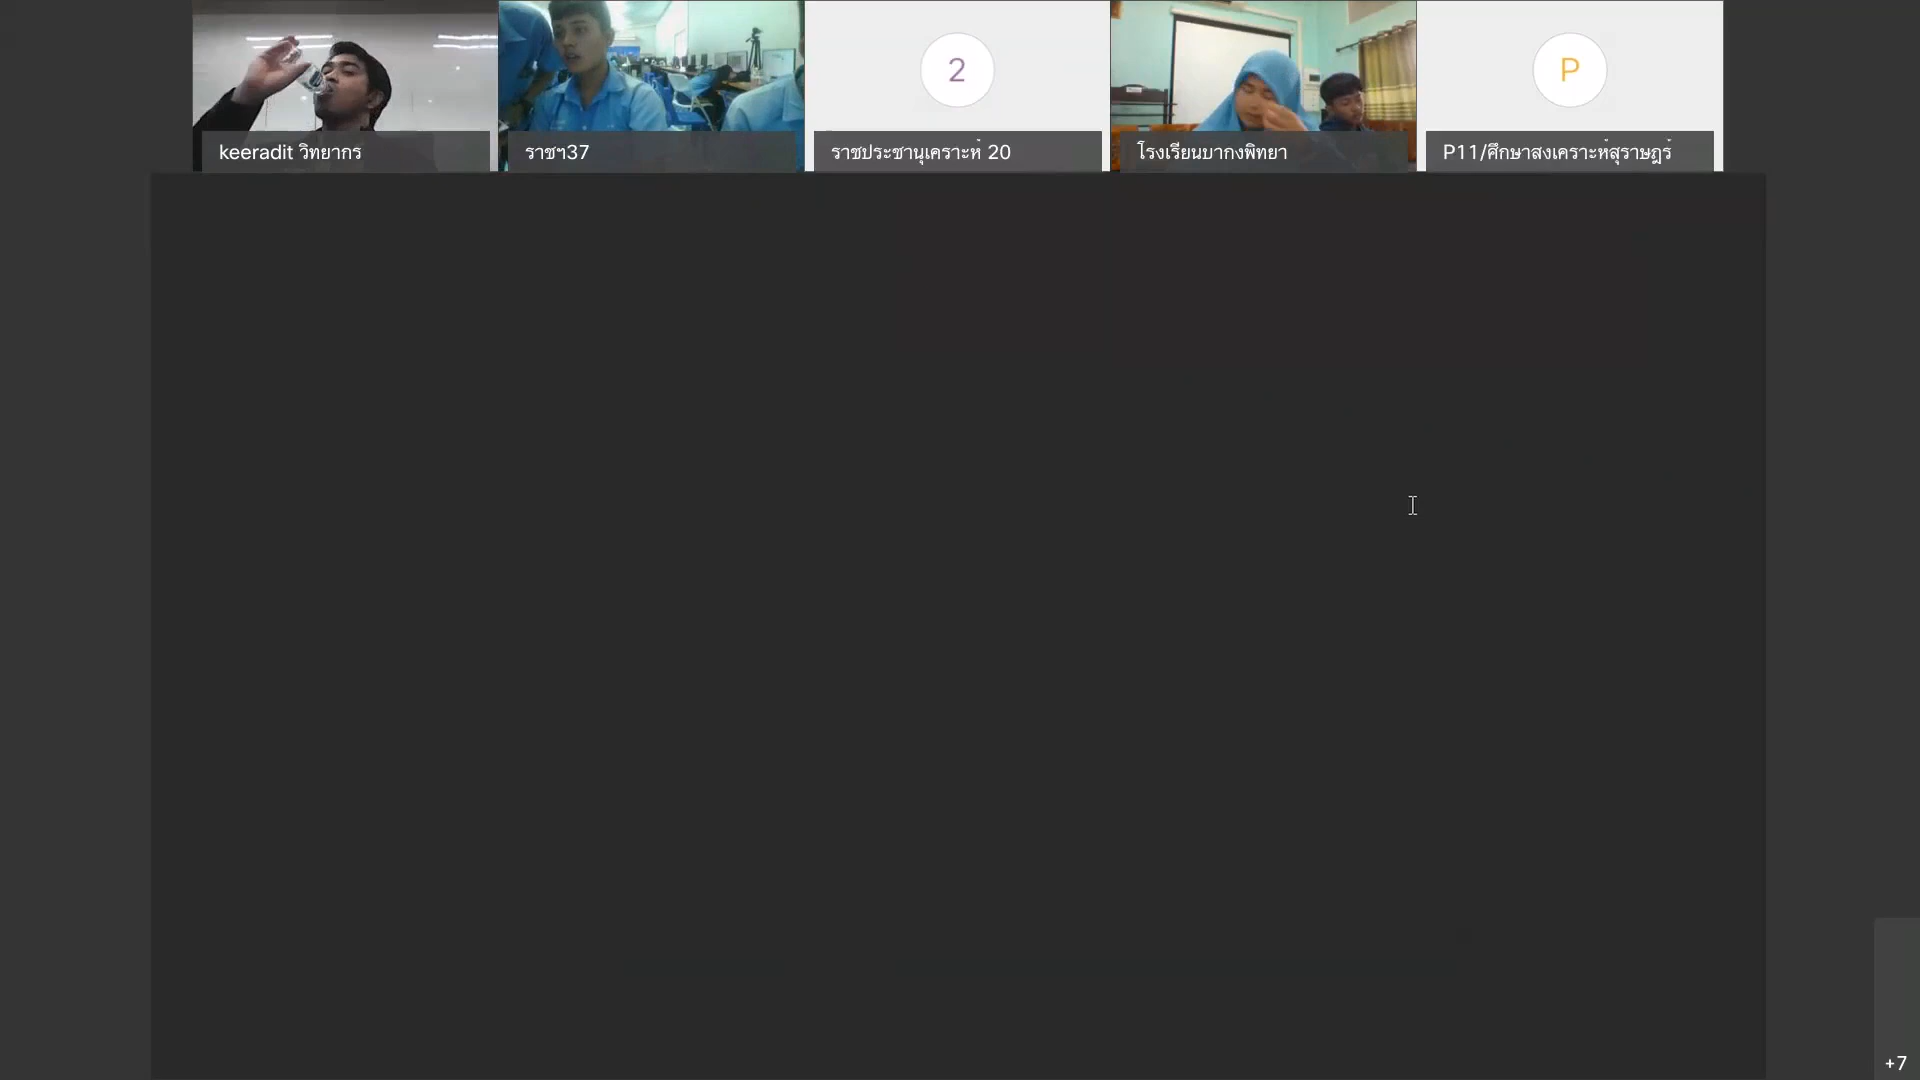 2
P
keeradit วิทยากร
ราชฯ37
ราชประชานุเคราะห์ 20
โรงเรียนบากงพิทยา
P11/ศึกษาสงเคราะห์สุราษฎร์
+7